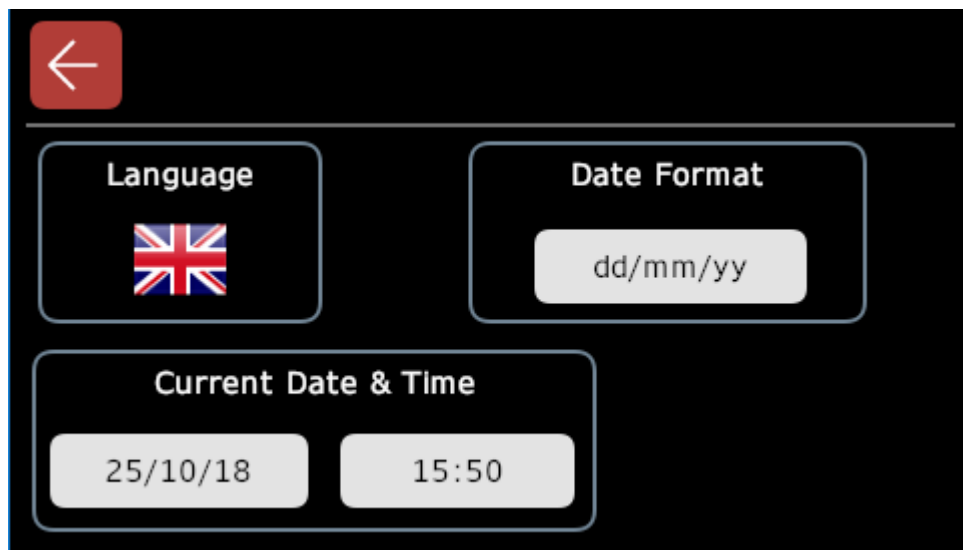 Language
Date Format
dd/mm/yy
Current Date & Time
25/10/18
15:50